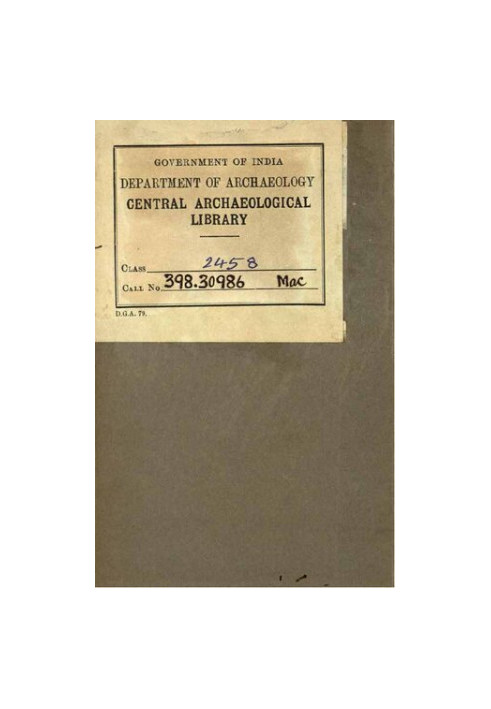 GOVERNMENT OF INDIA
DEPARTMENT OF ARCHAEOLOGY
CENTRAL ARCHAEOLOGICAL
LIBRARY
CLASS 2458
CALL No. 398.30986 Mac
D.G.A. 79.